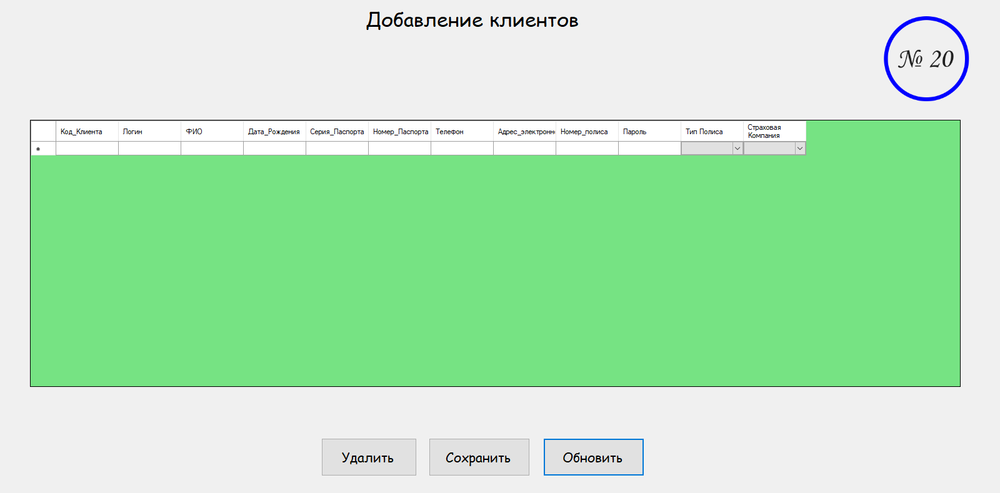 Добавление клиентов
№ 20
Код_Клиента Логин ФИО Дата_Рождения Серия_Паспорта Номер_Паспорта Телефон Адрес_электронн Номер_полиса Пароль Тип Полиса Страховая
Компания
Удалить Сохранить Обновить